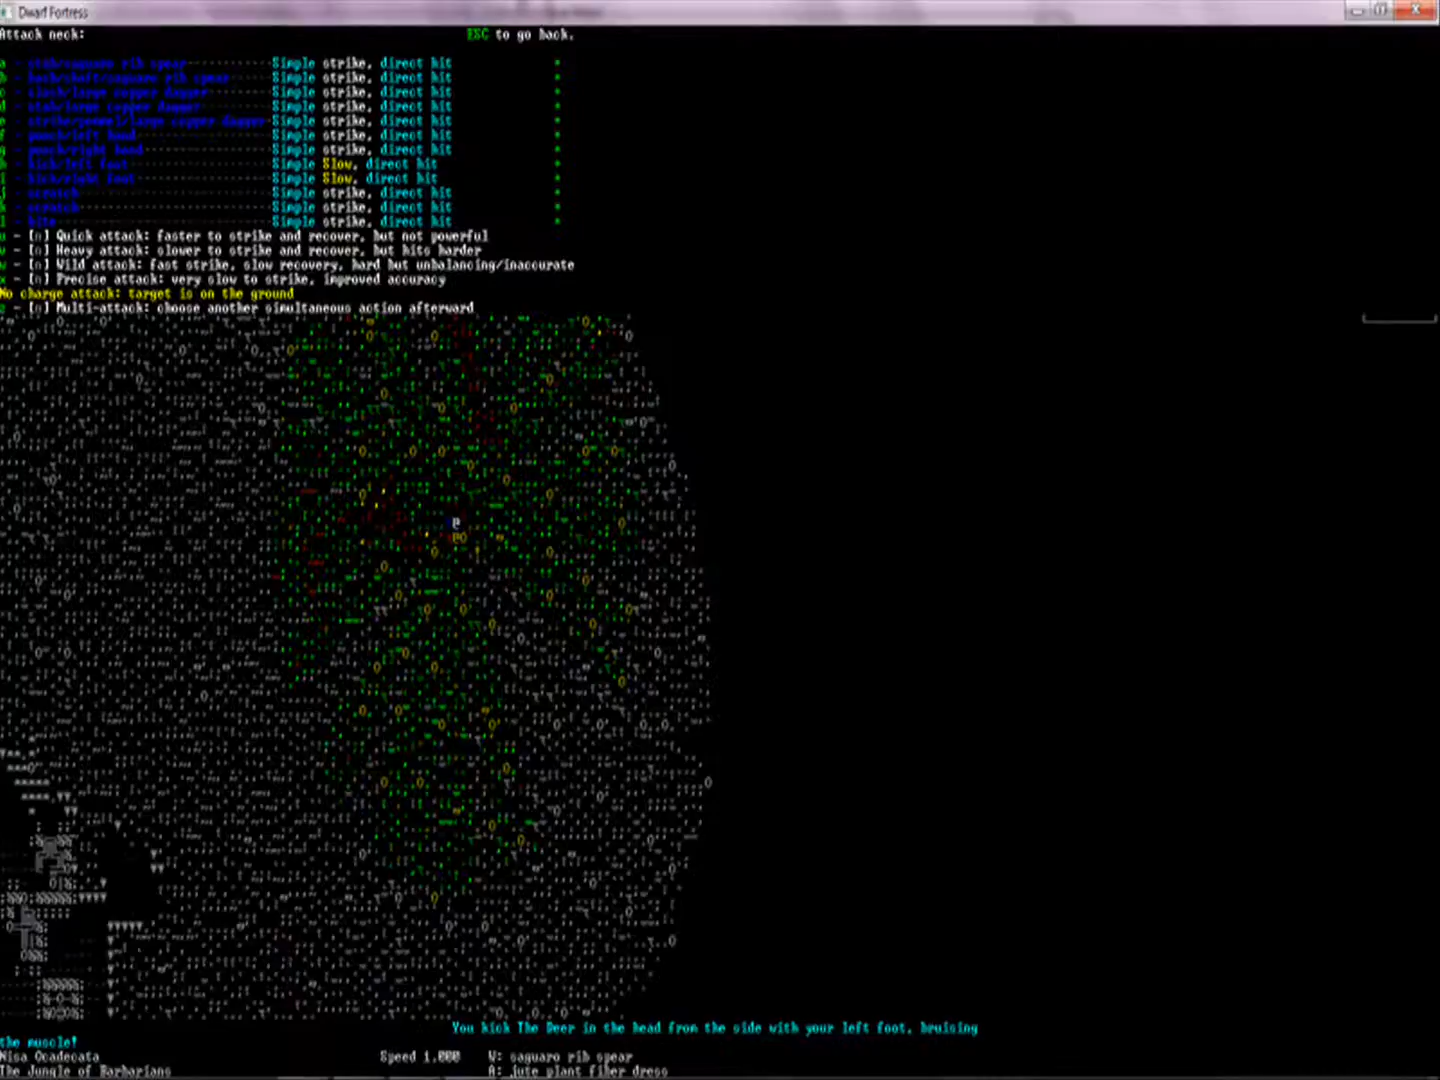 Dwarf Fortress
Attack neck: ESC to go back.
a - stab/saguaro rib spear Simple strike, direct hit
b - bash/shaft/saguaro rib spear Simple strike, direct hit
c - slash/large copper dagger Simple strike, direct hit
d - stab/large copper dagger Simple strike, direct hit
e - strike/pommel/large copper dagger Simple strike, direct hit
f - punch/left hand Simple strike, direct hit
g - punch/right hand Simple strike, direct hit
h - kick/left foot Simple Slow, direct hit
i - kick/right foot Simple Slow, direct hit
j - scratch Simple strike, direct hit
k - scratch Simple strike, direct hit
l - bite Simple strike, direct hit
[ ] Quick attack: faster to strike and recover, but not powerful
[ ] Heavy attack: slower to strike and recover, but hits harder
[ ] Wild attack: fast strike, slow recovery, hard but unbalancing/inaccurate
[ ] Precise attack: very slow to strike, improved accuracy
No charge attack: target is on the ground
[ ] Multi-attack: choose another simultaneous action afterward
You kick The Deer in the head from the side with your left foot, bruising
the muscle!
Nisa Ocadecata Speed 1,000 W: saguaro rib spear
The Jungle of Barbarians A: jute plant fiber dress